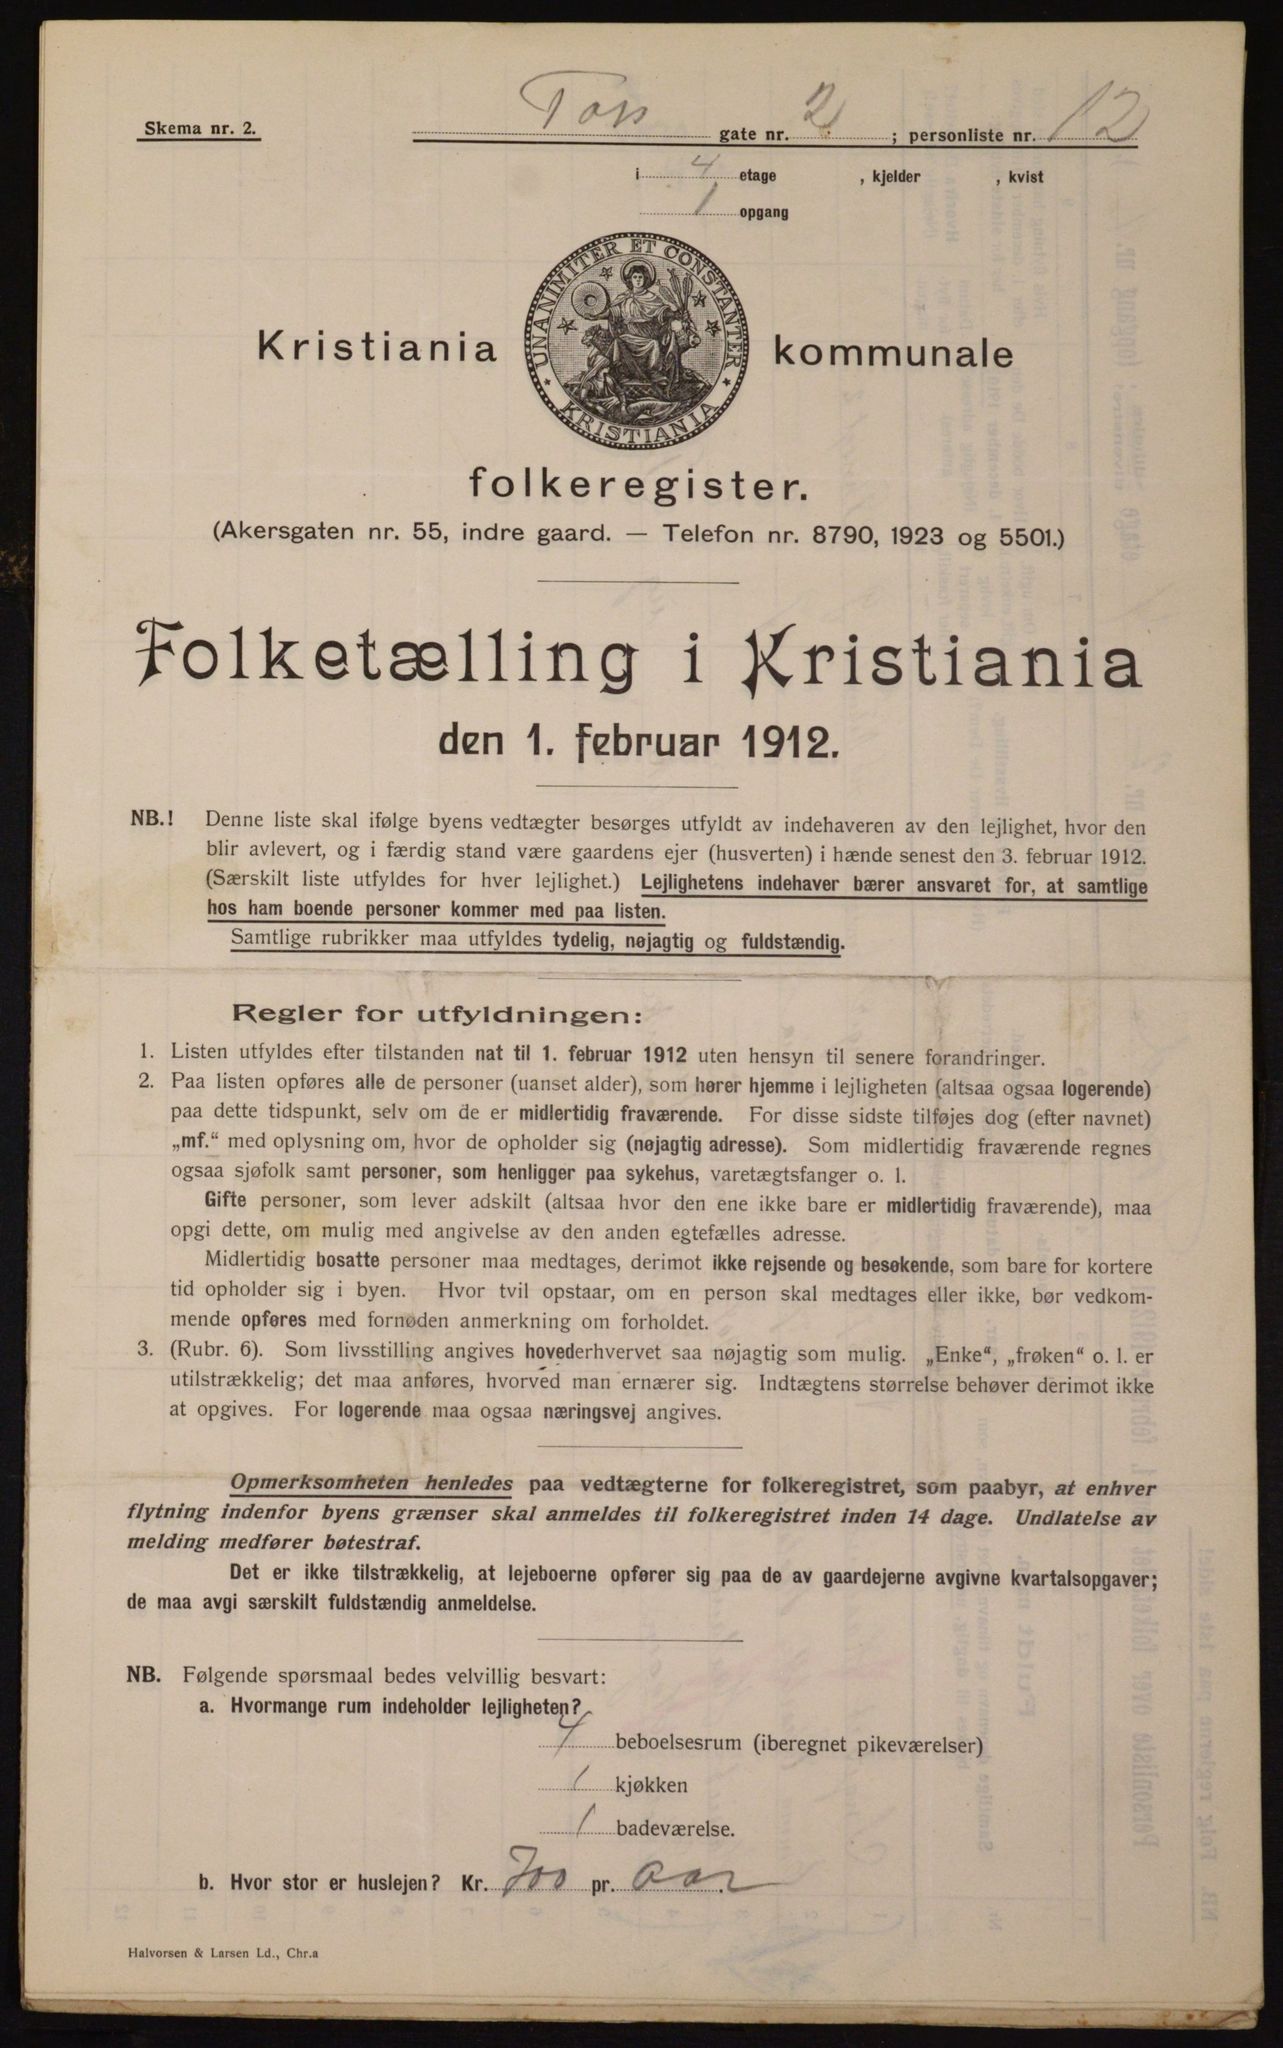 Skema nr. 2.
Tors gate nr. 2 ; personliste nr. 12
i 4 etage , kjelder , kvist
1 opgang
UNANIMITER ET CONSTANTER
KRISTIANIA
Kristiania kommunale
folkeregister.
(Akersgaten nr. 55, indre gaard. — Telefon nr. 8790, 1923 og 5501.)
Folketælling i Kristiania
den 1. februar 1912.
NB.! Denne liste skal ifølge byens vedtægter besørges utfyldt av indehaveren av den lejlighet, hvor den
blir avlevert, og i færdig stand være gaardens ejer (husverten) i hænde senest den 3. februar 1912.
(Særskilt liste utfyldes for hver lejlighet.) Lejlighetens indehaver bærer ansvaret for, at samtlige
hos ham boende personer kommer med paa listen.
Samtlige rubrikker maa utfyldes tydelig, nøjagtig og fuldstændig.
Regler for utfyldningen:
1. Listen utfyldes efter tilstanden nat til 1. februar 1912 uten hensyn til senere forandringer.
2. Paa listen opføres alle de personer (uanset alder), som hører hjemme i lejligheten (altsaa ogsaa logerende)
paa dette tidspunkt, selv om de er midlertidig fraværende. For disse sidste tilføjes dog (efter navnet)
„mf.“ med oplysning om, hvor de opholder sig (nøjagtig adresse). Som midlertidig fraværende regnes
ogsaa sjøfolk samt personer, som henligger paa sykehus, varetægtsfanger o. l.
Gifte personer, som lever adskilt (altsaa hvor den ene ikke bare er midlertidig fraværende), maa
opgi dette, om mulig med angivelse av den anden egtefælles adresse.
Midlertidig bosatte personer maa medtages, derimot ikke rejsende og besøkende, som bare for kortere
tid opholder sig i byen. Hvor tvil opstaar, om en person skal medtages eller ikke, bør vedkom-
mende opføres med fornøden anmerkning om forholdet.
3. (Rubr. 6). Som livsstilling angives hovederhvervet saa nøjagtig som mulig. „Enke“, „frøken“ o. l. er
utilstrækkelig; det maa anføres, hvorved man ernærer sig. Indtægtens størrelse behøver derimot ikke
at opgives. For logerende maa ogsaa næringsvej angives.
Opmerksomheten henledes paa vedtægterne for folkeregistret, som paabyr, at enhver
flytning indenfor byens grænser skal anmeldes til folkeregistret inden 14 dage. Undlatelse av
melding medfører bøtestraf.
Det er ikke tilstrækkelig, at lejeboerne opfører sig paa de av gaardejerne avgivne kvartalsopgaver;
de maa avgi særskilt fuldstændig anmeldelse.
NB. Følgende spørsmaal bedes velvillig besvart:
a. Hvormange rum indeholder lejligheten?
4 beboelsesrum (iberegnet pikeværelser)
1 kjøkken
1 badeværelse.
b. Hvor stor er huslejen? Kr. 700 pr. aar.
Halvorsen & Larsen Ld., Chr.a